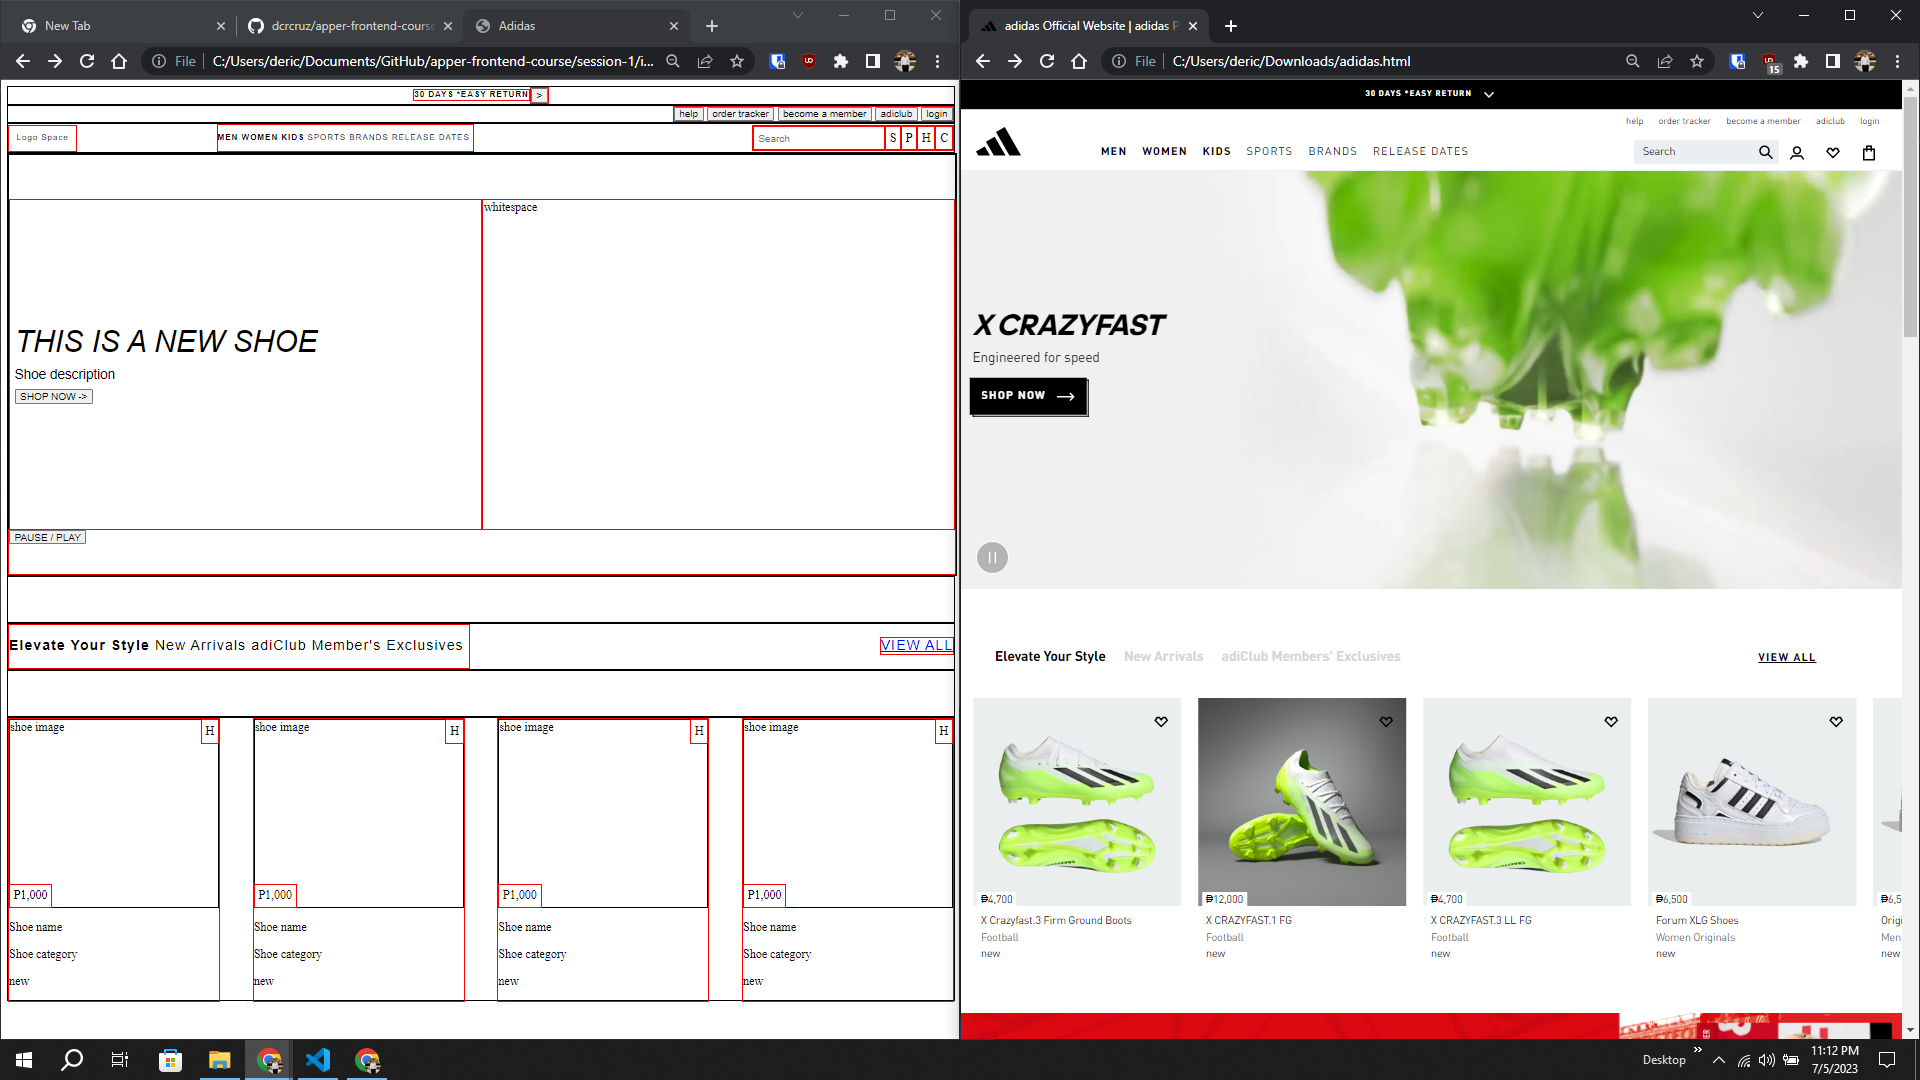 New Tab
dcrcruz/apper-frontend-course
Adidas
File
C:/Users/deric/Documents/GitHub/apper-frontend-course/session-1/i...
30 DAYS *EASY RETURN
>
help
order tracker
become a member
adiclub
login
Logo Space
MEN WOMEN KIDS SPORTS BRANDS RELEASE DATES
Search
S
P
H
C
whitespace
THIS IS A NEW SHOE
Shoe description
SHOP NOW ->
PAUSE / PLAY
Elevate Your Style New Arrivals adiClub Member's Exclusives
VIEW ALL
shoe image
H
shoe image
H
shoe image
H
shoe image
H
P1,000
P1,000
P1,000
P1,000
Shoe name
Shoe name
Shoe name
Shoe name
Shoe category
Shoe category
Shoe category
Shoe category
new
new
new
new
adidas Official Website | adidas P
File
C:/Users/deric/Downloads/adidas.html
15
30 DAYS *EASY RETURN
help
order tracker
become a member
adiclub
login
MEN
WOMEN
KIDS
SPORTS
BRANDS
RELEASE DATES
Search
X CRAZYFAST
Engineered for speed
SHOP NOW
Elevate Your Style
New Arrivals
adiClub Members' Exclusives
VIEW ALL
₱4,700
₱12,000
₱4,700
₱6,500
₱6,5
X Crazyfast.3 Firm Ground Boots
X CRAZYFAST.1 FG
X CRAZYFAST.3 LL FG
Forum XLG Shoes
Origi
Football
Football
Football
Women Originals
Men
new
new
new
new
new
Desktop
11:12 PM
7/5/2023